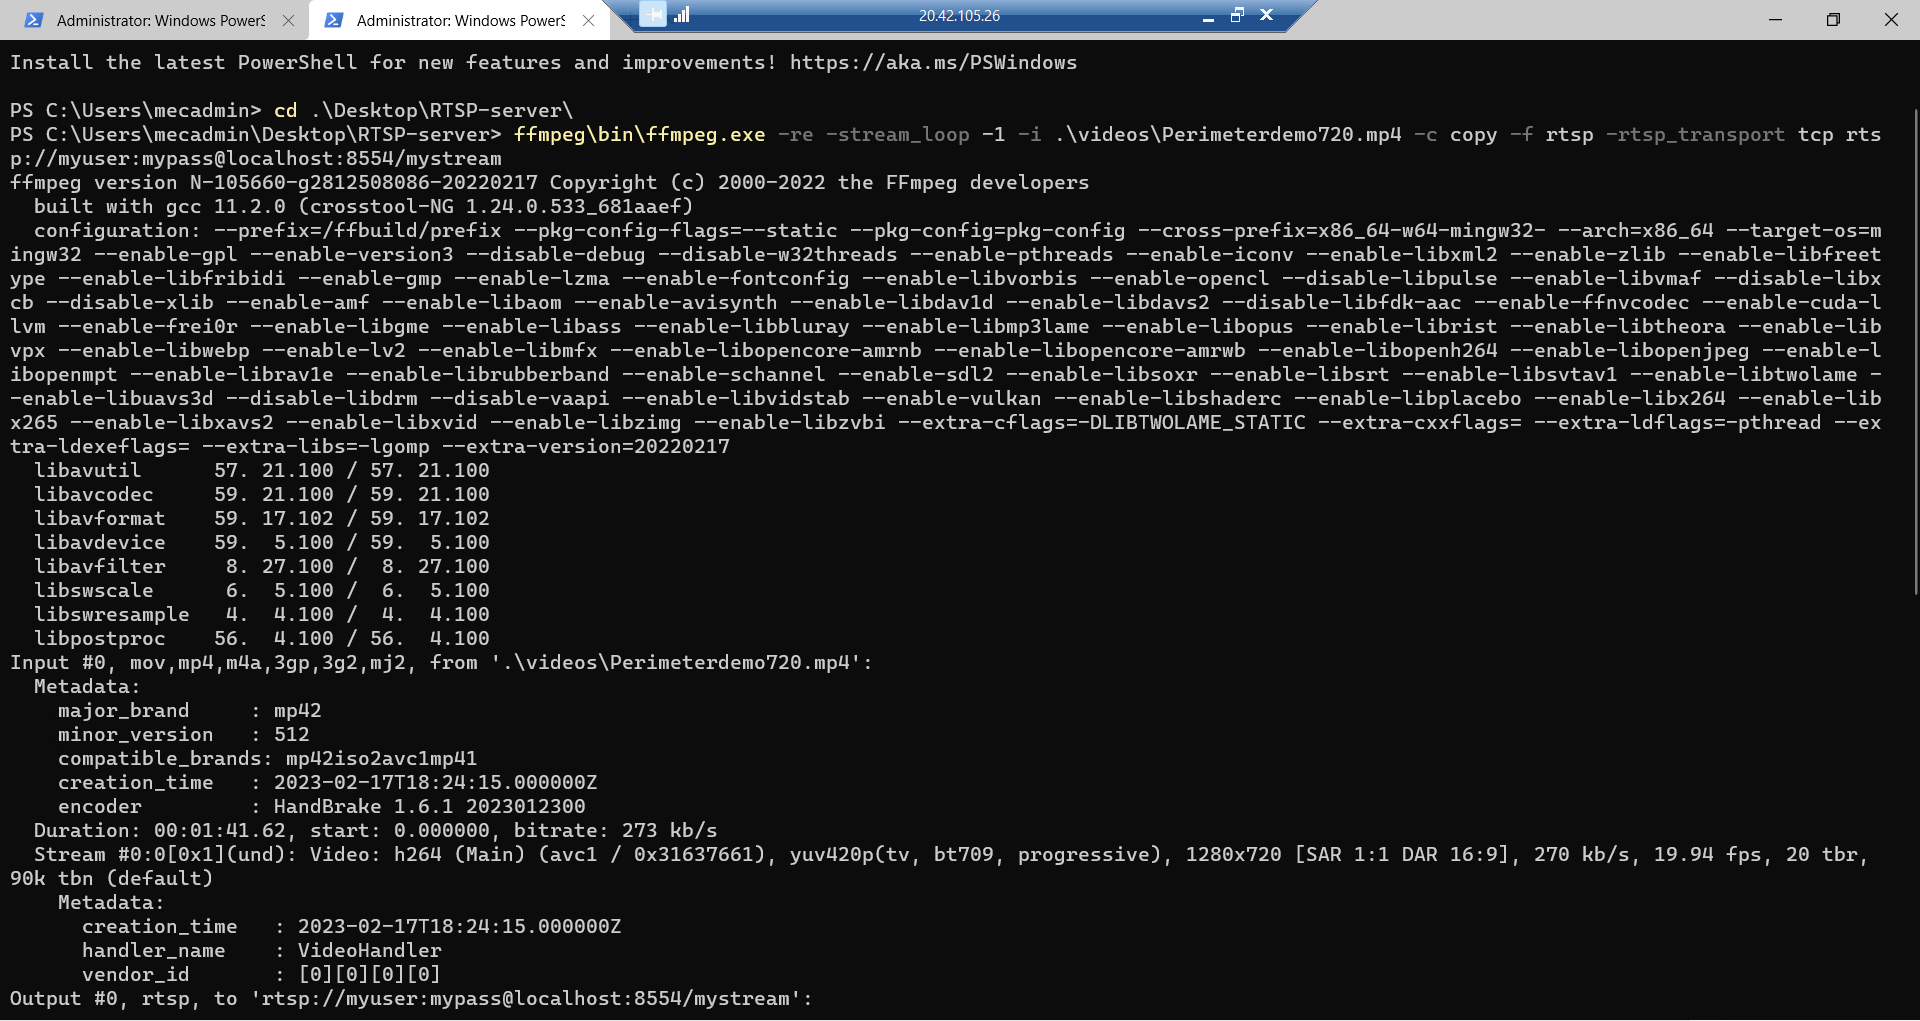 Administrator: Windows PowerS
Administrator: Windows PowerS
20.42.105.26
Install the latest PowerShell for new features and improvements! https://aka.ms/PSWindows
PS C:\Users\mecadmin> cd .\Desktop\RTSP-server\
PS C:\Users\mecadmin\Desktop\RTSP-server> ffmpeg\bin\ffmpeg.exe -re -stream_loop -1 -i .\videos\Perimeterdemo720.mp4 -c copy -f rtsp -rtsp_transport tcp rts
p://myuser:mypass@localhost:8554/mystream
ffmpeg version N-105660-g2812508086-20220217 Copyright (c) 2000-2022 the FFmpeg developers
  built with gcc 11.2.0 (crosstool-NG 1.24.0.533_681aaef)
  configuration: --prefix=/ffbuild/prefix --pkg-config-flags=--static --pkg-config=pkg-config --cross-prefix=x86_64-w64-mingw32- --arch=x86_64 --target-os=m
ingw32 --enable-gpl --enable-version3 --disable-debug --disable-w32threads --enable-pthreads --enable-iconv --enable-libxml2 --enable-zlib --enable-libfreet
ype --enable-libfribidi --enable-gmp --enable-lzma --enable-fontconfig --enable-libvorbis --enable-opencl --disable-libpulse --enable-libvmaf --disable-libx
cb --disable-xlib --enable-amf --enable-libaom --enable-avisynth --enable-libdav1d --enable-libdavs2 --disable-libfdk-aac --enable-ffnvcodec --enable-cuda-l
lvm --enable-frei0r --enable-libgme --enable-libass --enable-libbluray --enable-libmp3lame --enable-libopus --enable-librist --enable-libtheora --enable-lib
vpx --enable-libwebp --enable-lv2 --enable-libmfx --enable-libopencore-amrnb --enable-libopencore-amrwb --enable-libopenh264 --enable-libopenjpeg --enable-l
ibopenmpt --enable-librav1e --enable-librubberband --enable-schannel --enable-sdl2 --enable-libsoxr --enable-libsrt --enable-libsvtav1 --enable-libtwolame -
-enable-libuavs3d --disable-libdrm --disable-vaapi --enable-libvidstab --enable-vulkan --enable-libshaderc --enable-libplacebo --enable-libx264 --enable-lib
x265 --enable-libxavs2 --enable-libxvid --enable-libzimg --enable-libzvbi --extra-cflags=-DLIBTWOLAME_STATIC --extra-cxxflags= --extra-ldflags=-pthread --ex
tra-ldexeflags= --extra-libs=-lgomp --extra-version=20220217
  libavutil      57. 21.100 / 57. 21.100
  libavcodec     59. 21.100 / 59. 21.100
  libavformat    59. 17.102 / 59. 17.102
  libavdevice    59.  5.100 / 59.  5.100
  libavfilter     8. 27.100 /  8. 27.100
  libswscale      6.  5.100 /  6.  5.100
  libswresample   4.  4.100 /  4.  4.100
  libpostproc    56.  4.100 / 56.  4.100
Input #0, mov,mp4,m4a,3gp,3g2,mj2, from '.\videos\Perimeterdemo720.mp4':
  Metadata:
    major_brand     : mp42
    minor_version   : 512
    compatible_brands: mp42iso2avc1mp41
    creation_time   : 2023-02-17T18:24:15.000000Z
    encoder         : HandBrake 1.6.1 2023012300
  Duration: 00:01:41.62, start: 0.000000, bitrate: 273 kb/s
  Stream #0:0[0x1](und): Video: h264 (Main) (avc1 / 0x31637661), yuv420p(tv, bt709, progressive), 1280x720 [SAR 1:1 DAR 16:9], 270 kb/s, 19.94 fps, 20 tbr,
90k tbn (default)
    Metadata:
      creation_time   : 2023-02-17T18:24:15.000000Z
      handler_name    : VideoHandler
      vendor_id       : [0][0][0][0]
Output #0, rtsp, to 'rtsp://myuser:mypass@localhost:8554/mystream':